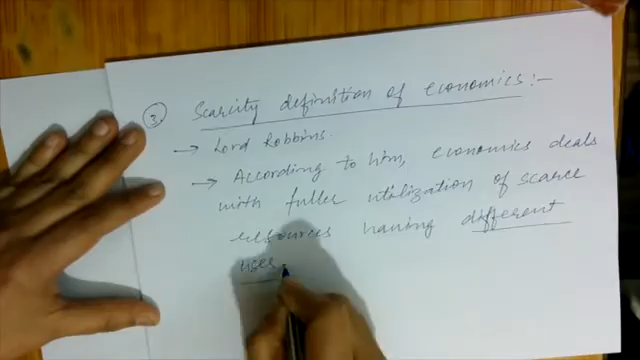 3. Scarcity definition of economics :-
→ Lord Robbins.
→ According to him, economics deals
with fuller utilization of scarce
resources having different
uses.